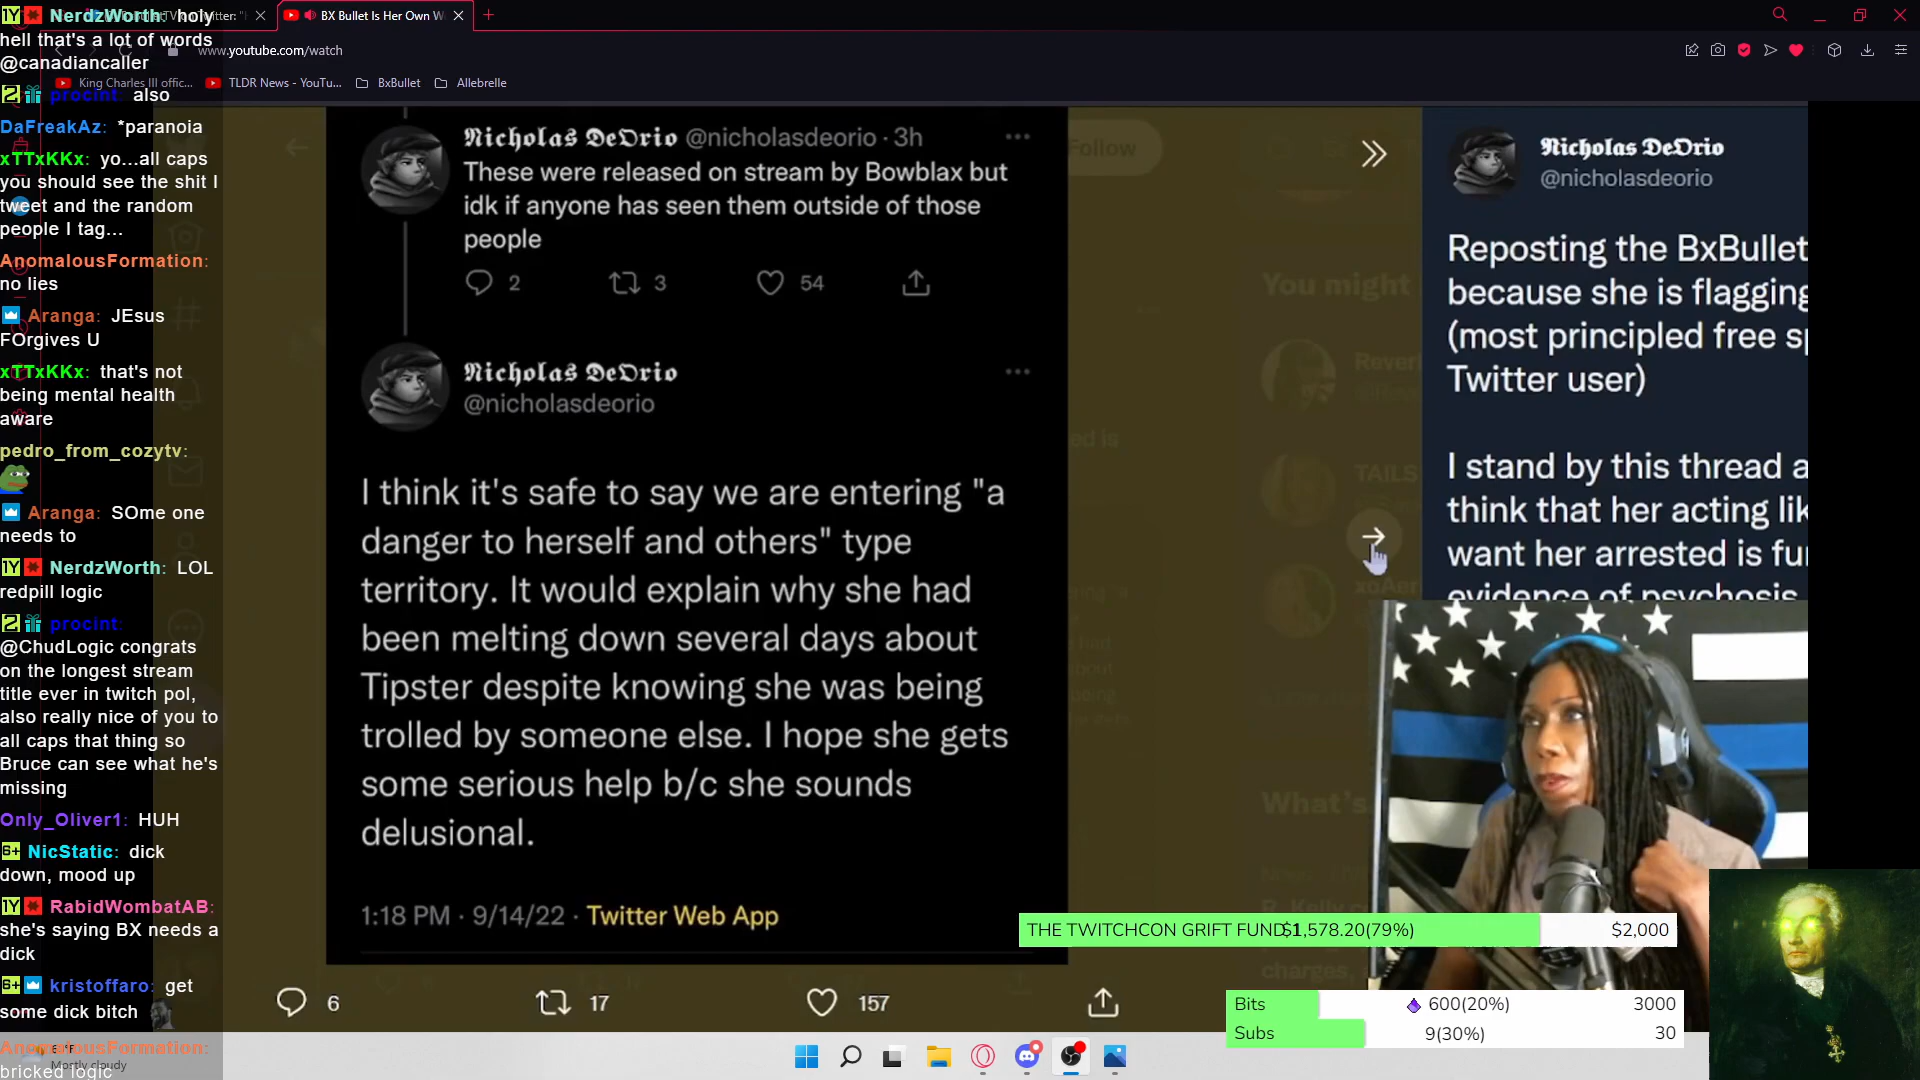 NerdzWorth: holy
hell that's a lot of words
@canadiancaller
procint: also
DaFreakAz: *paranoia
xTTxKKx: yo...all caps
you should see the shit I
tweet and the random
people I tag...
AnomalousFormation:
no lies
Aranga: JEsus
FOrgives U
xTTxKKx: that's not
being mental health
aware
pedro_from_cozytv:
Aranga: SOme one
needs to
NerdzWorth: LOL
redpill logic
procint:
@ChudLogic congrats
on the longest stream
title ever in twitch pol,
also really nice of you to
all caps that thing so
Bruce can see what he's
missing
Only_Oliver1: HUH
6+ NicStatic: dick
down, mood up
RabidWombatAB:
she's saying BX needs a
dick
6+ kristoffaro: get
some dick bitch
AnomalousFormation:
bricked logic
Mostly cloudy
BX Bullet Is Her Own W
www.youtube.com/watch
King Charles III offic...
TLDR News - YouTu...
BxBullet
Allebrelle
Nicholas DeOrio @nicholasdeorio · 3h
These were released on stream by Bowblax but
idk if anyone has seen them outside of those
people
2 3 54
Nicholas DeOrio
@nicholasdeorio
I think it's safe to say we are entering "a
danger to herself and others" type
territory. It would explain why she had
been melting down several days about
Tipster despite knowing she was being
trolled by someone else. I hope she gets
some serious help b/c she sounds
delusional.
1:18 PM · 9/14/22 · Twitter Web App
6 17 157
Follow
You might
TAILS
What's
charges,
Nicholas DeOrio
@nicholasdeorio
Reposting the BxBullet
because she is flagging
(most principled free sp
Twitter user)
I stand by this thread a
think that her acting lik
want her arrested is fu
evidence of psychosis
THE TWITCHCON GRIFT FUND $1,578.20(79%) $2,000
Bits 600(20%) 3000
Subs 9(30%) 30